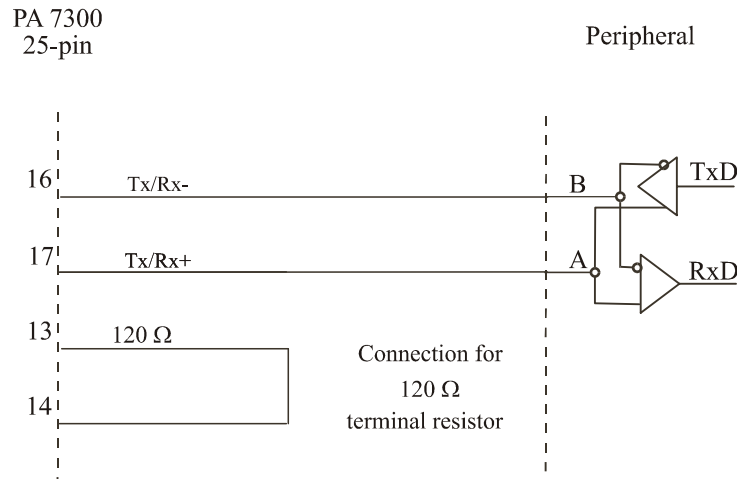 PA 7300
25-pin
Peripheral
16
Tx/Rx-
B
TxD
17
Tx/Rx+
A
RxD
13
120 Ω
14
Connection for
120 Ω
terminal resistor